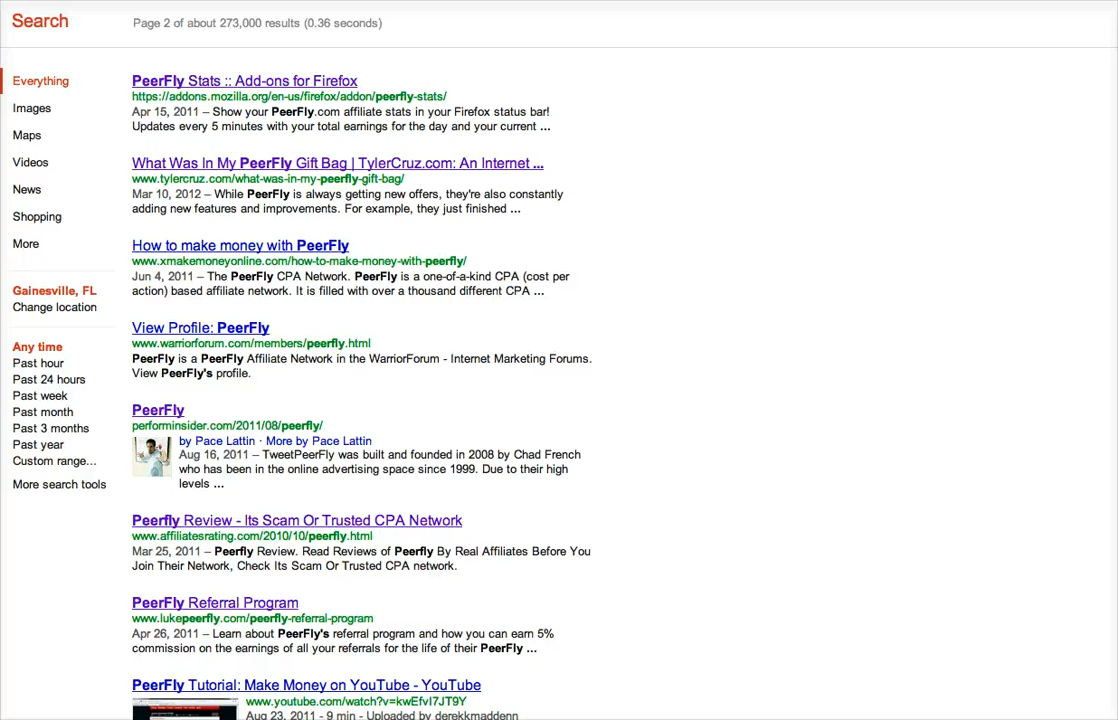 Search
Page 2 of about 273,000 results (0.36 seconds)
Everything
Images
Maps
Videos
News
Shopping
More
Gainesville, FL
Change location
Any time
Past hour
Past 24 hours
Past week
Past month
Past 3 months
Past year
Custom range...
More search tools
PeerFly Stats :: Add-ons for Firefox
https://addons.mozilla.org/en-us/firefox/addon/peerfly-stats/
Apr 15, 2011 – Show your PeerFly.com affiliate stats in your Firefox status bar!
Updates every 5 minutes with your total earnings for the day and your current ...
What Was In My PeerFly Gift Bag | TylerCruz.com: An Internet ...
www.tylercruz.com/what-was-in-my-peerfly-gift-bag/
Mar 10, 2012 – While PeerFly is always getting new offers, they're also constantly
adding new features and improvements. For example, they just finished ...
How to make money with PeerFly
www.xmakemoneyonline.com/how-to-make-money-with-peerfly/
Jun 4, 2011 – The PeerFly CPA Network. PeerFly is a one-of-a-kind CPA (cost per
action) based affiliate network. It is filled with over a thousand different CPA ...
View Profile: PeerFly
www.warriorforum.com/members/peerfly.html
PeerFly is a PeerFly Affiliate Network in the WarriorForum - Internet Marketing Forums.
View PeerFly's profile.
PeerFly
performinsider.com/2011/08/peerfly/
by Pace Lattin · More by Pace Lattin
Aug 16, 2011 – TweetPeerFly was built and founded in 2008 by Chad French
who has been in the online advertising space since 1999. Due to their high
levels ...
Peerfly Review - Its Scam Or Trusted CPA Network
www.affiliatesrating.com/2010/10/peerfly.html
Mar 25, 2011 – Peerfly Review. Read Reviews of Peerfly By Real Affiliates Before You
Join Their Network, Check Its Scam Or Trusted CPA network.
PeerFly Referral Program
www.lukepeerfly.com/peerfly-referral-program
Apr 26, 2011 – Learn about PeerFly's referral program and how you can earn 5%
commission on the earnings of all your referrals for the life of their PeerFly ...
PeerFly Tutorial: Make Money on YouTube - YouTube
www.youtube.com/watch?v=kwEfvI7JT9Y
Aug 23, 2011 - 9 min - Uploaded by derekkmaddenn